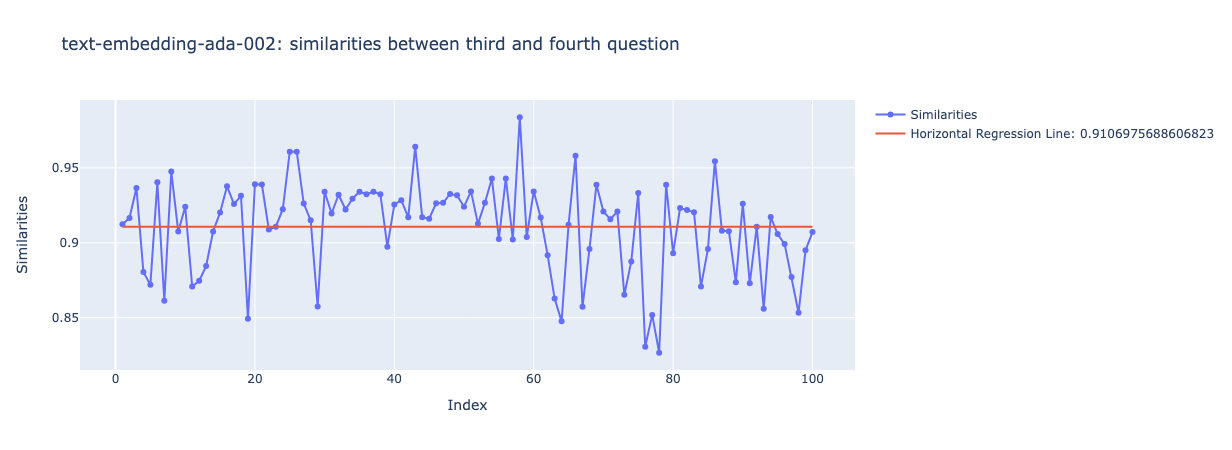 text-embedding-ada-002: similarities between third and fourth question
Similarities
Horizontal Regression Line: 0.9106975688606823
0.95
0.9
0.85
Similarities
0
20
40
60
80
100
Index